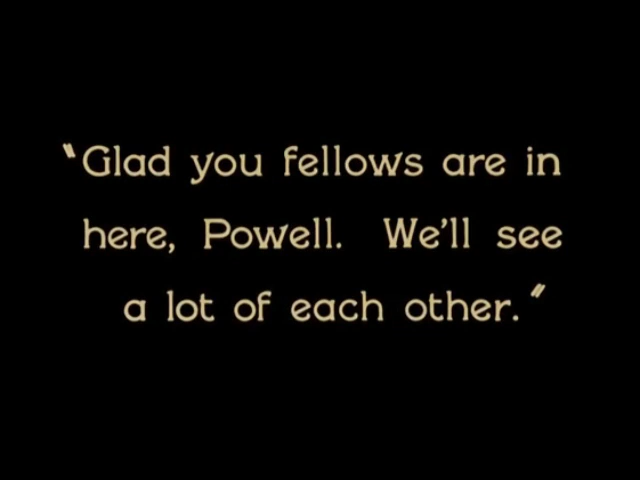 "Glad you fellows are in
here, Powell. We'll see
a lot of each other."